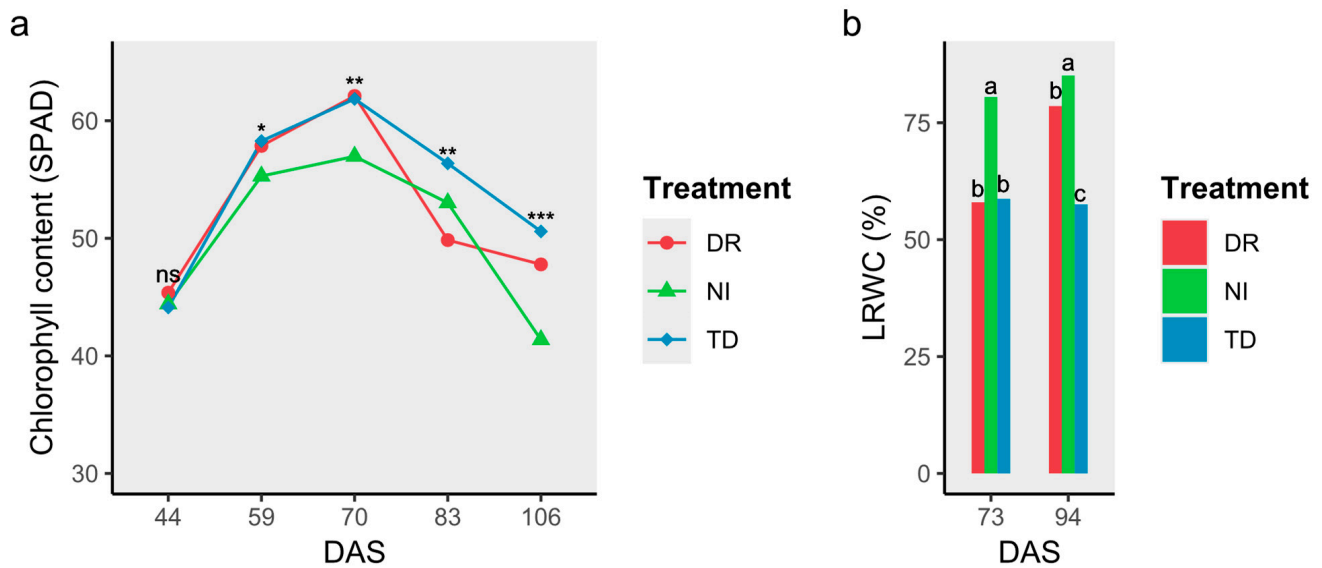 a
Chlorophyll content (SPAD)
60
50
40
30
ns
*
**
**
***
44 59 70 83 106
DAS
Treatment
DR
NI
TD
b
LRWC (%)
75
50
25
0
b a b
b a c
73 94
DAS
Treatment
DR
NI
TD